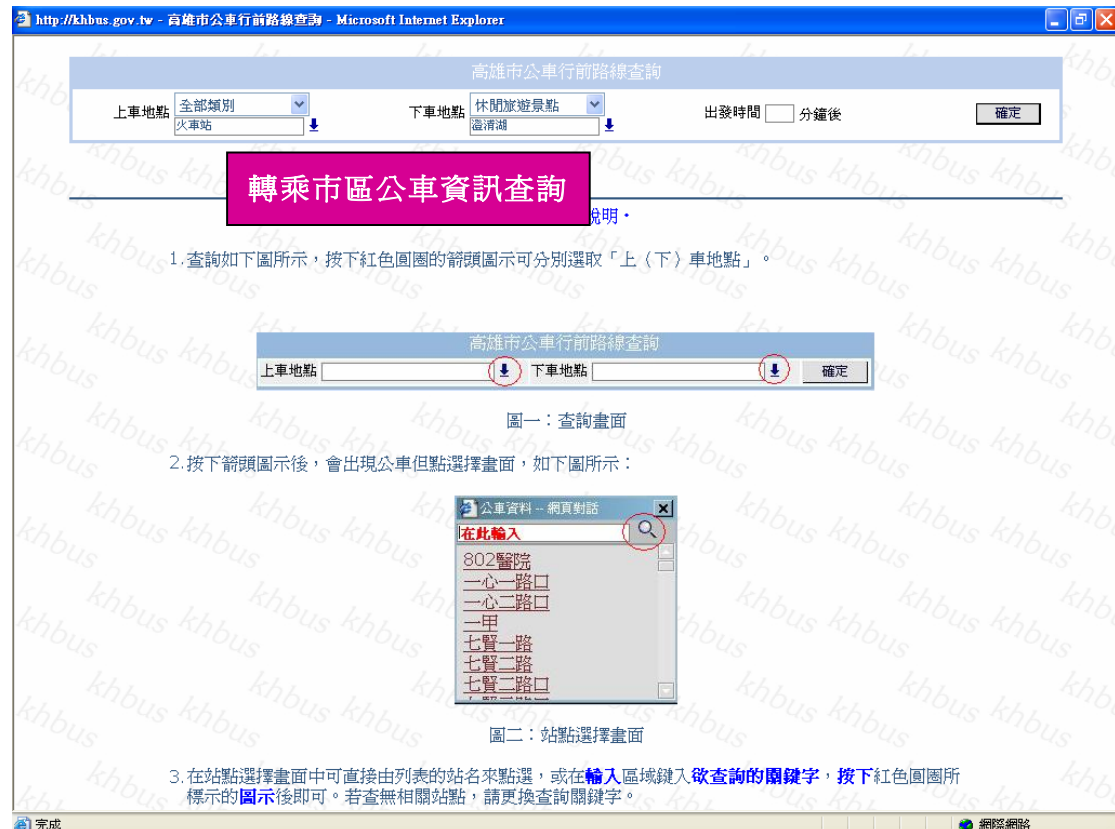 http://khbus.gov.tw - 高雄市公車行前路線查詢 - Microsoft Internet Explorer
高雄市公車行前路線查詢
上車地點 全部類別 下車地點 休閒旅遊景點 出發時間 分鐘後 確定
火車站 澄清湖
轉乘市區公車資訊查詢
說明·
1.查詢如下圖所示,按下紅色圓圈的箭頭圖示可分別選取「上〈下〉車地點」。
高雄市公車行前路線查詢
上車地點 下車地點 確定
圖一:查詢畫面
2.按下箭頭圖示後,會出現公車但點選擇畫面,如下圖所示:
公車資料 -- 網頁對話
在此輸入
802醫院
一心一路口
一心二路口
一甲
七賢一路
七賢二路
七賢二路口
圖二:站點選擇畫面
3.在站點選擇畫面中可直接由列表的站名來點選,或在輸入區域鍵入欲查詢的關鍵字,按下紅色圓圈所
標示的圖示後即可。若查無相關站點,請更換查詢關鍵字。
完成 網際網路
khbus khbus